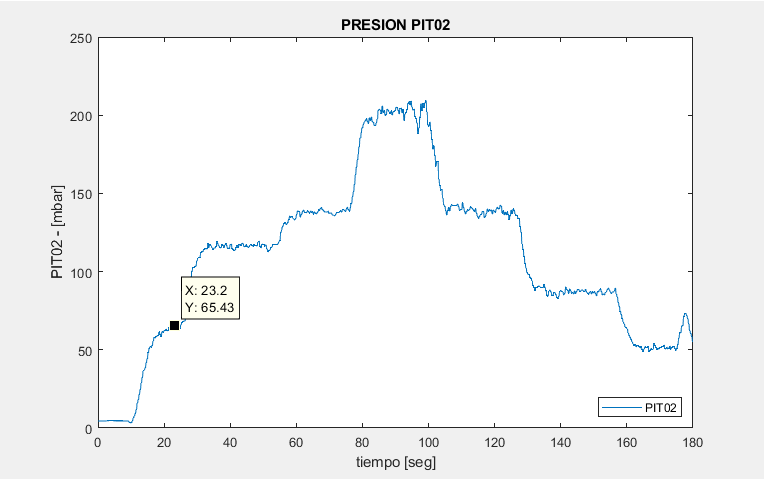 PRESION PIT02
PIT02 - [mbar]
250
200
150
100
50
0
X: 23.2
Y: 65.43
PIT02
0 20 40 60 80 100 120 140 160 180
tiempo [seg]